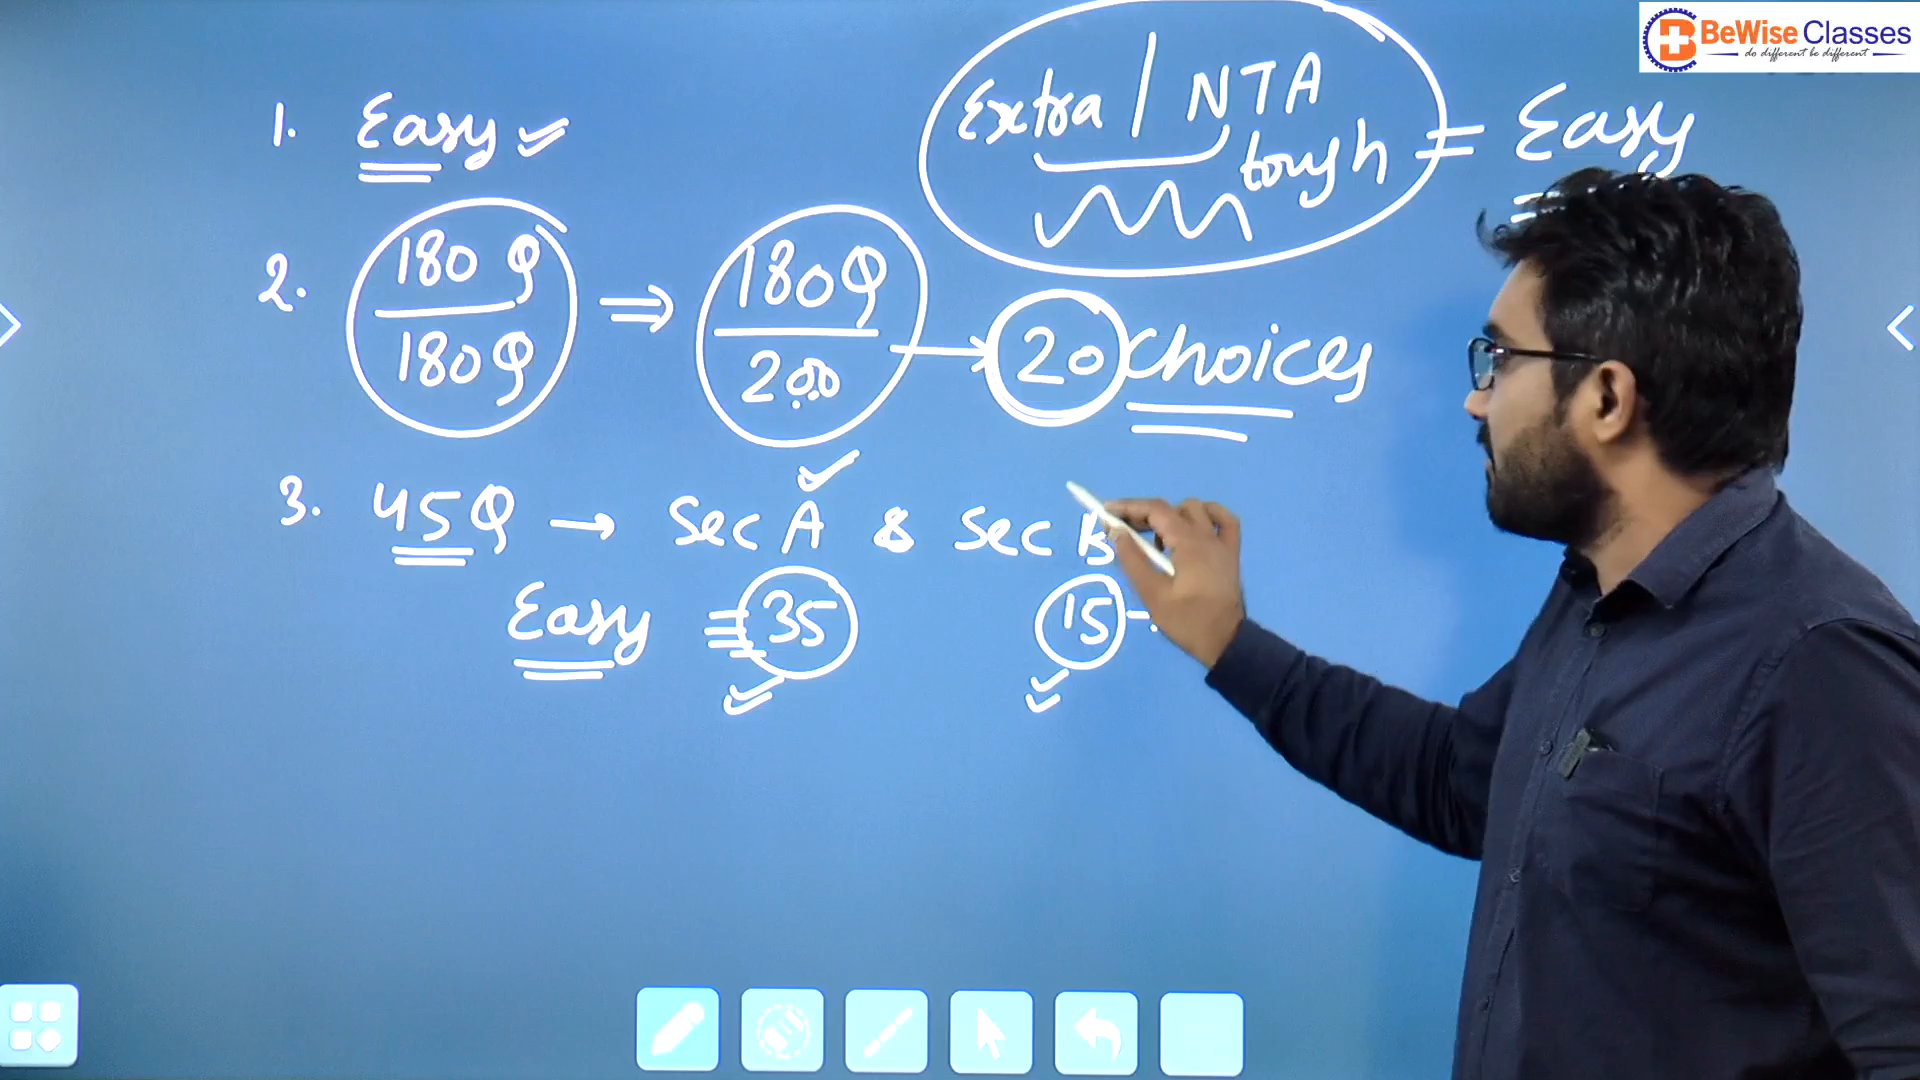 BeWise Classes
do different be different
Extra / NTA tough = Easy
1. Easy ✓
2. 180 Q / 180 Q ⇒ 180 Q / 200 → 20 choices
3. 45 Q → Sec A & Sec B
Easy 35 15